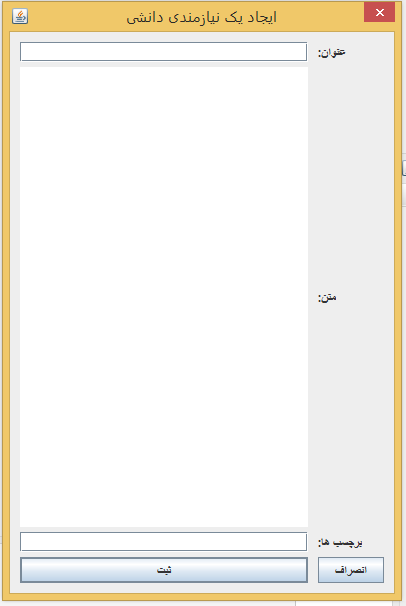 ایجاد یک نیازمندی دانشی
عنوان:
متن:
برچسب ها:
انصراف
ثبت